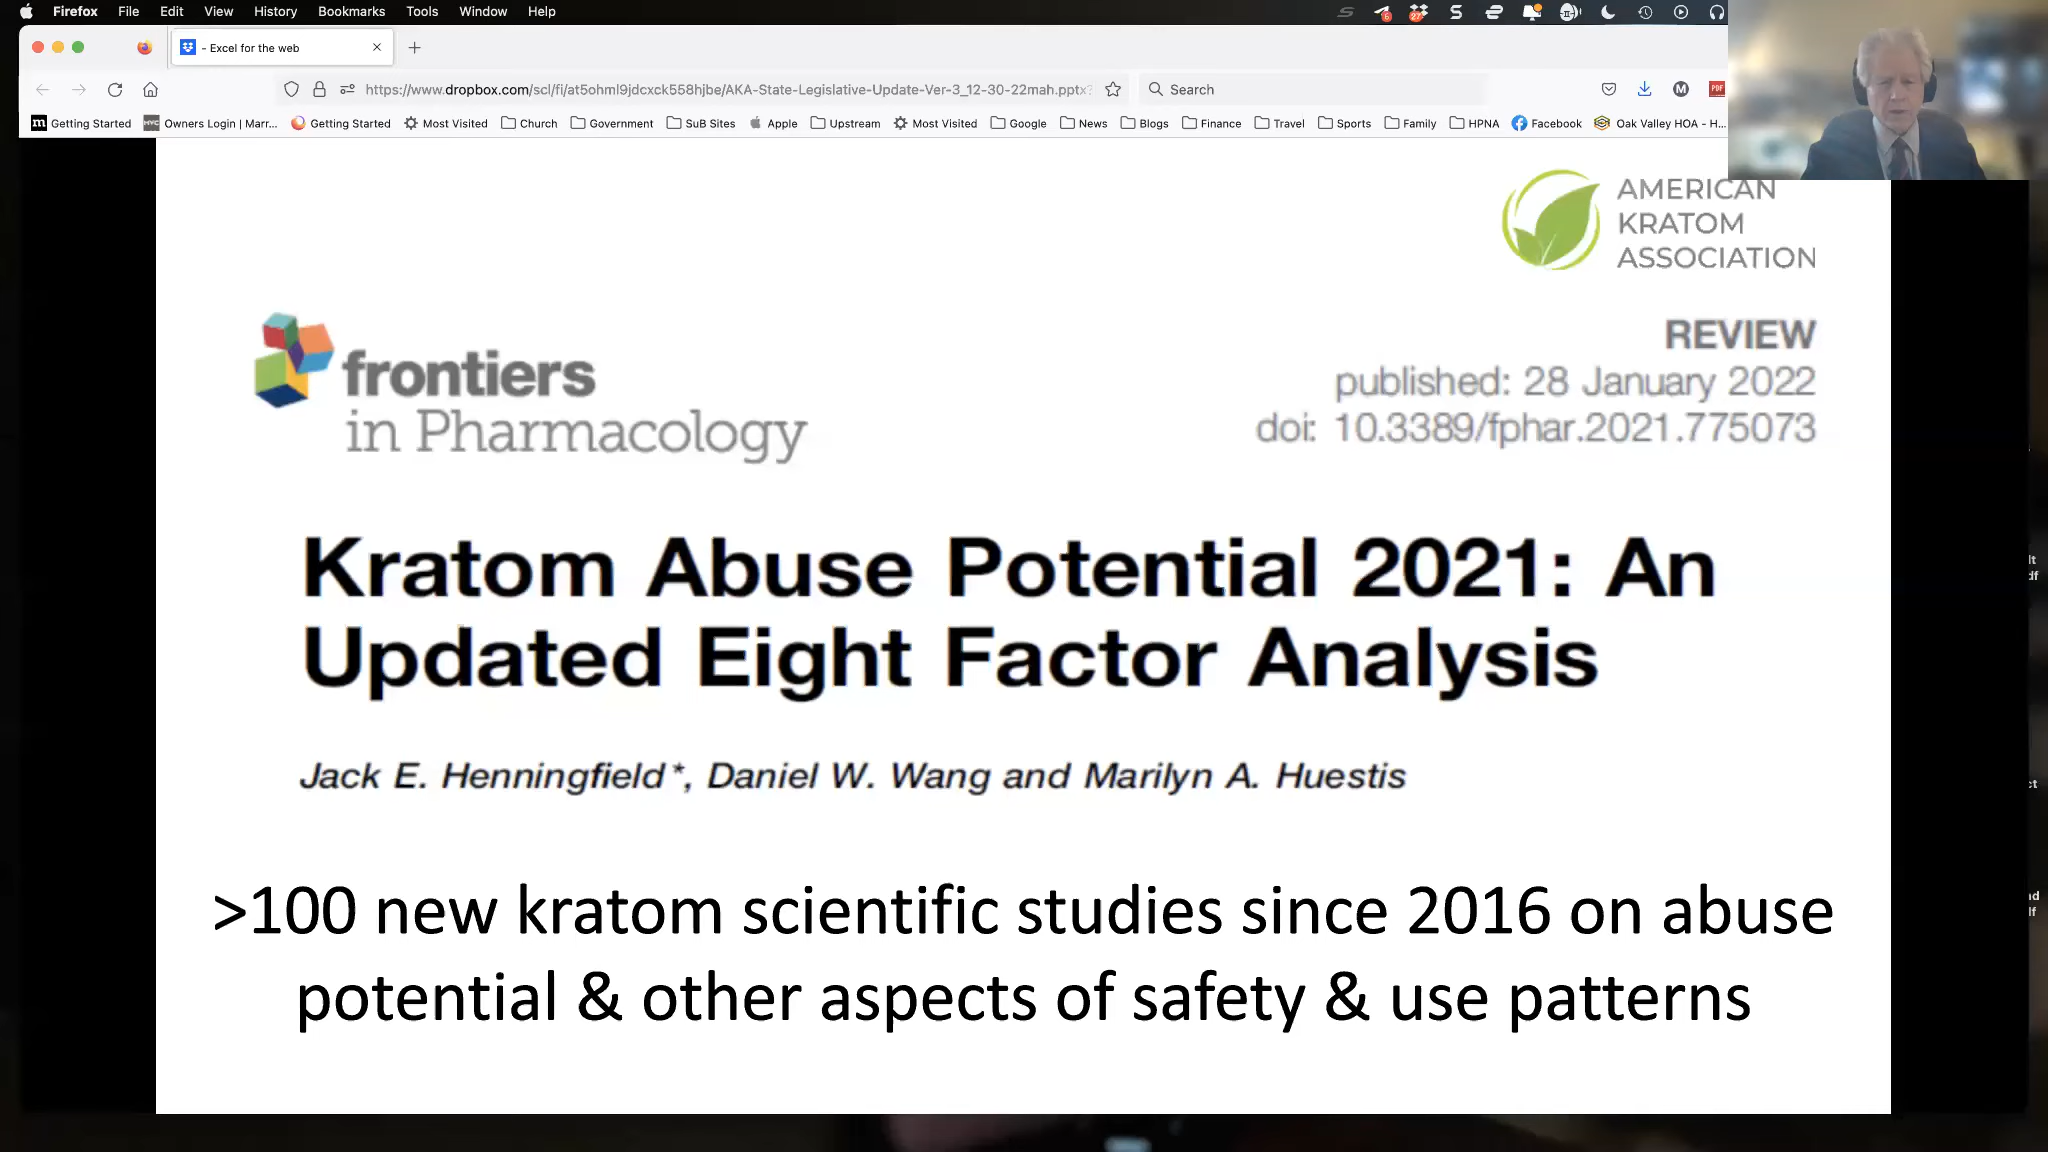 Firefox File Edit View History Bookmarks Tools Window Help
- Excel for the web
https://www.dropbox.com/scl/fi/at5ohml9jdcxck558hjbe/AKA-State-Legislative-Update-Ver-3_12-30-22mah.pptx?
Search
M
PDF
m Getting Started
MVC Owners Login | Marr...
Getting Started
Most Visited
Church
Government
SuB Sites
Apple
Upstream
Most Visited
Google
News
Blogs
Finance
Travel
Sports
Family
HPNA
Facebook
Oak Valley HOA - H...
AMERICAN
KRATOM
ASSOCIATION
frontiers
in Pharmacology
REVIEW
published: 28 January 2022
doi: 10.3389/fphar.2021.775073
Kratom Abuse Potential 2021: An
Updated Eight Factor Analysis
Jack E. Henningfield*, Daniel W. Wang and Marilyn A. Huestis
>100 new kratom scientific studies since 2016 on abuse
potential & other aspects of safety & use patterns